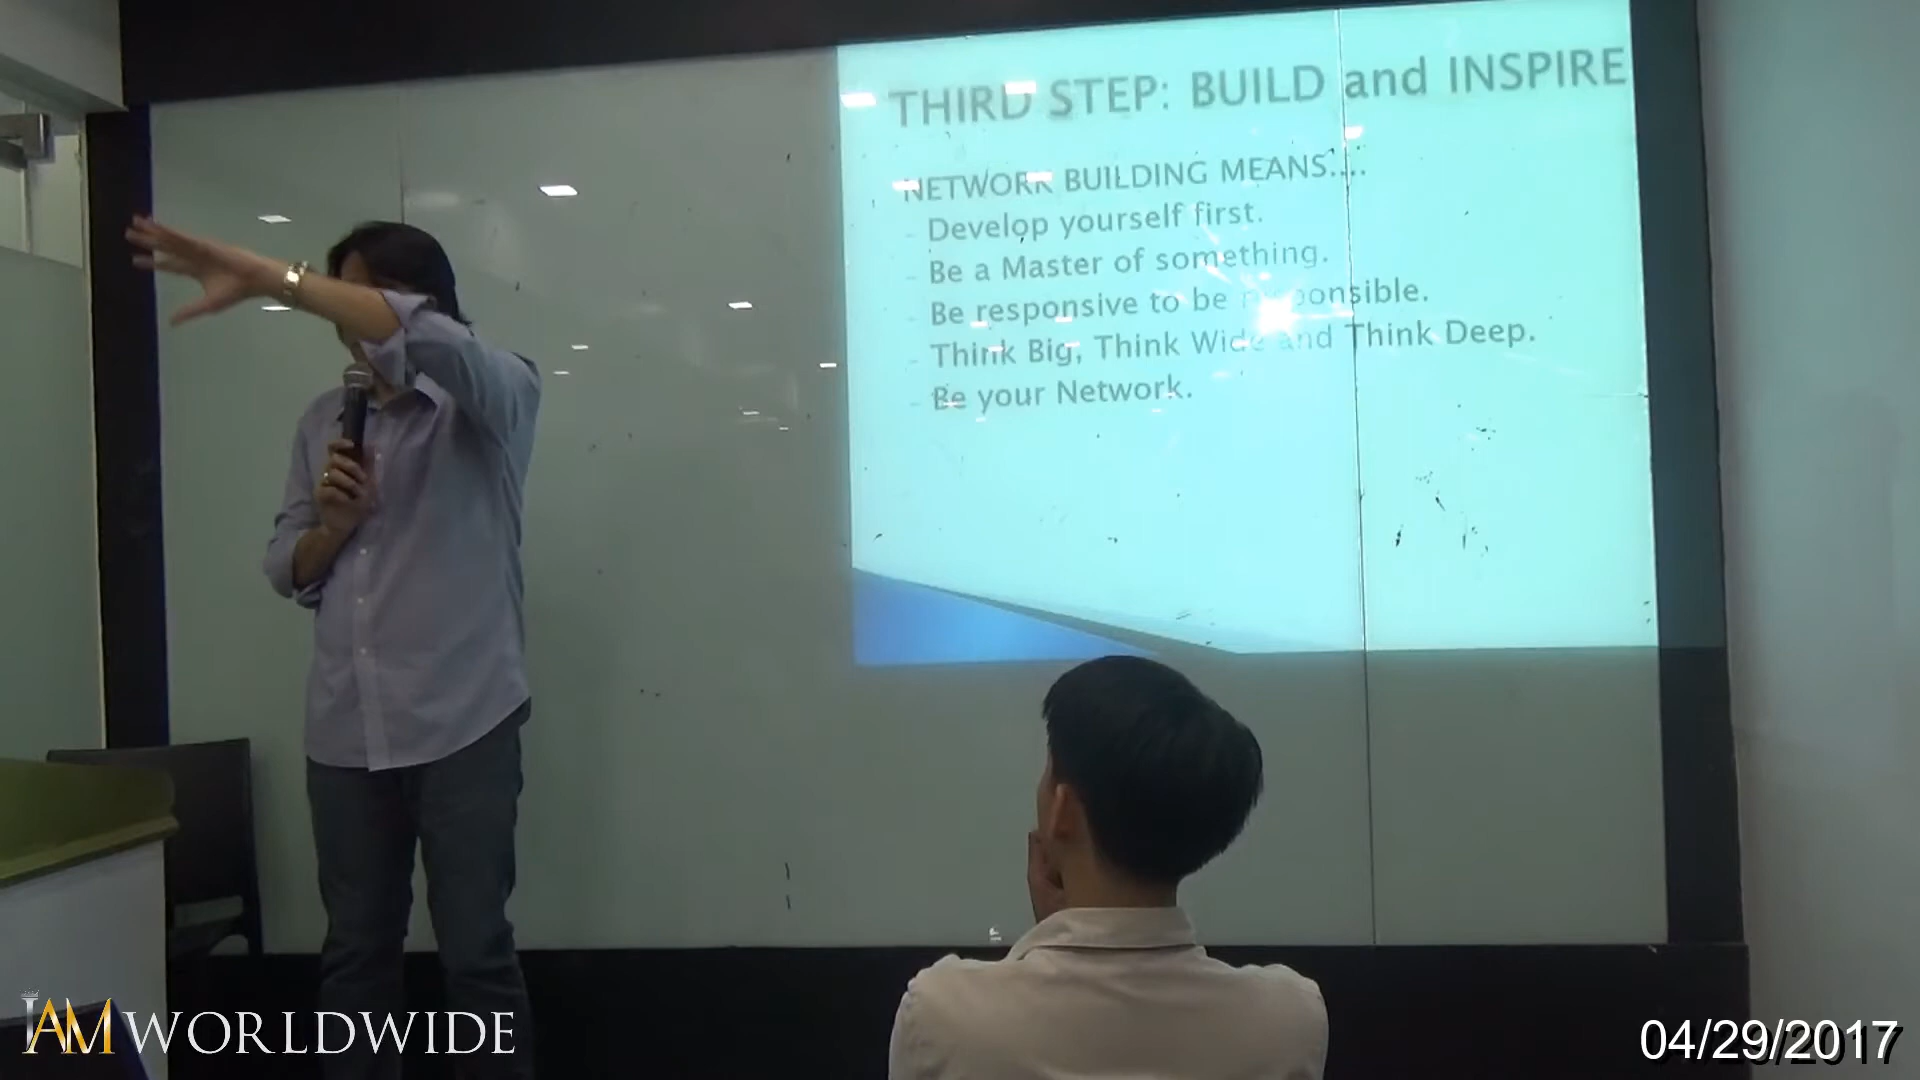 THIRD STEP: BUILD and INSPIRE
NETWORK BUILDING MEANS....
- Develop yourself first.
- Be a Master of something.
- Be responsive to be responsible.
- Think Big, Think Wide and Think Deep.
- Be your Network.
IAM WORLDWIDE
04/29/2017